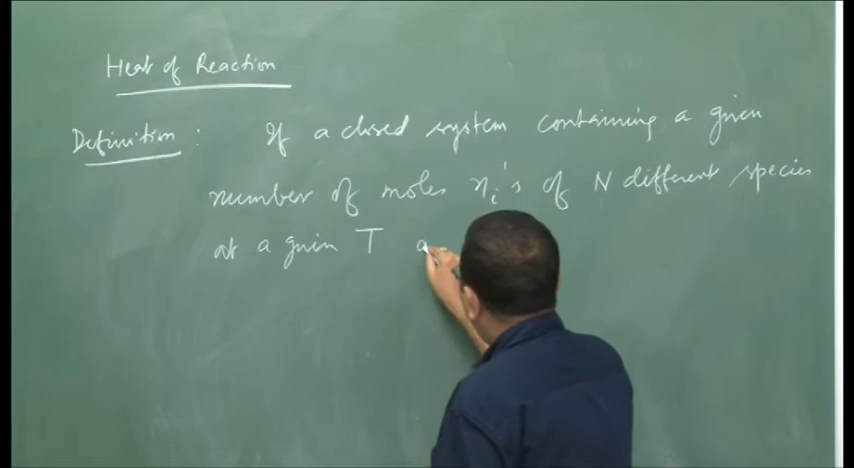 Heat of Reaction
Definition : If a closed system containing a given
number of moles ni's of N different species
at a given T a